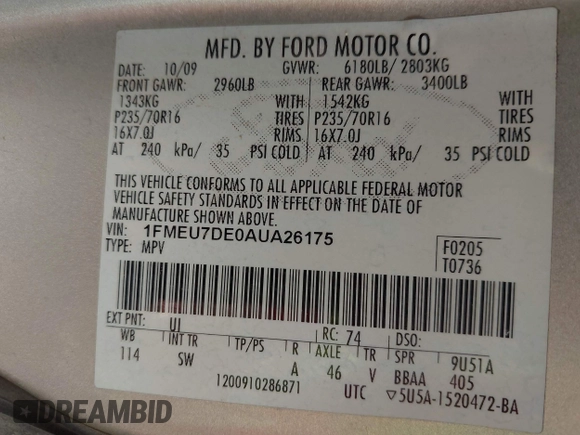 MFD. BY FORD MOTOR CO.
DATE: 10/09 GVWR: 6180LB/ 2803KG
FRONT GAWR: 2960LB REAR GAWR: 3400LB
1343KG WITH 1542KG WITH
P235/70R16 TIRES P235/70R16 TIRES
16X7.0J RIMS 16X7.0J RIMS
AT 240 kPa/ 35 PSI COLD AT 240 kPa/ 35 PSI COLD
THIS VEHICLE CONFORMS TO ALL APPLICABLE FEDERAL MOTOR
VEHICLE SAFETY STANDARDS IN EFFECT ON THE DATE OF
MANUFACTURE SHOWN ABOVE.
VIN: 1FMEU7DE0AUA26175
TYPE: MPV
F0205
T0736
EXT PNT: UI RC: 74 DSO:
WB INT TR TP/PS R AXLE TR SPR 9U51A
114 SW A 46 V BBAA 405
1200910286871 UTC ▽5U5A-1520472-BA
DREAMBID